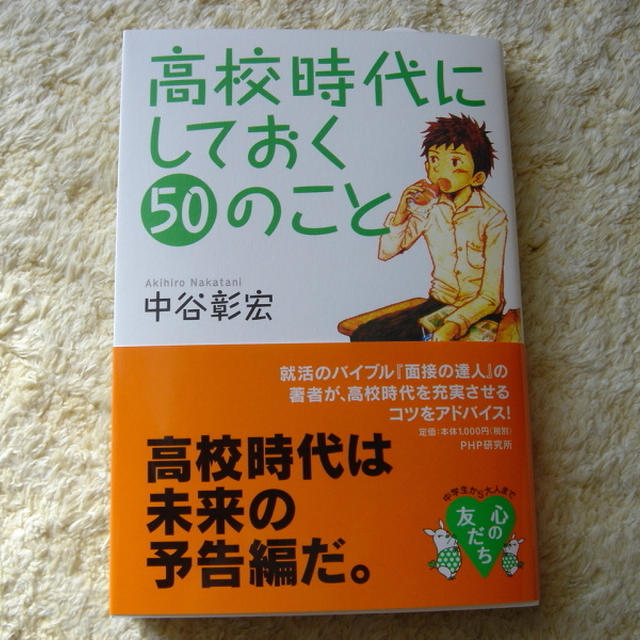 高校時代に
しておく
50のこと
Akihiro Nakatani
中谷彰宏
就活のバイブル『面接の達人』の
著者が、高校時代を充実させる
コツをアドバイス!
定価:本体1,000円(税別)
PHP研究所
高校時代は
未来の
予告編だ。
中学生から大人まで
心の
友だち